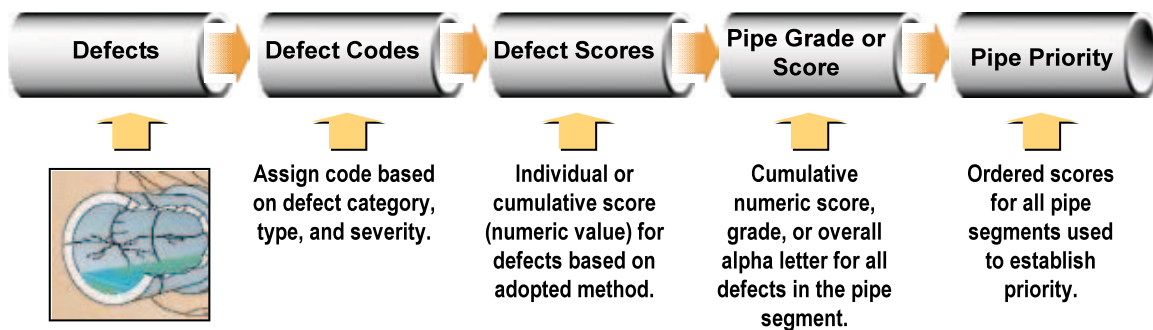 Defects
Defect Codes
Defect Scores
Pipe Grade or
Score
Pipe Priority
Assign code based
on defect category,
type, and severity.
Individual or
cumulative score
(numeric value) for
defects based on
adopted method.
Cumulative
numeric score,
grade, or overall
alpha letter for all
defects in the pipe
segment.
Ordered scores
for all pipe
segments used
to establish
priority.